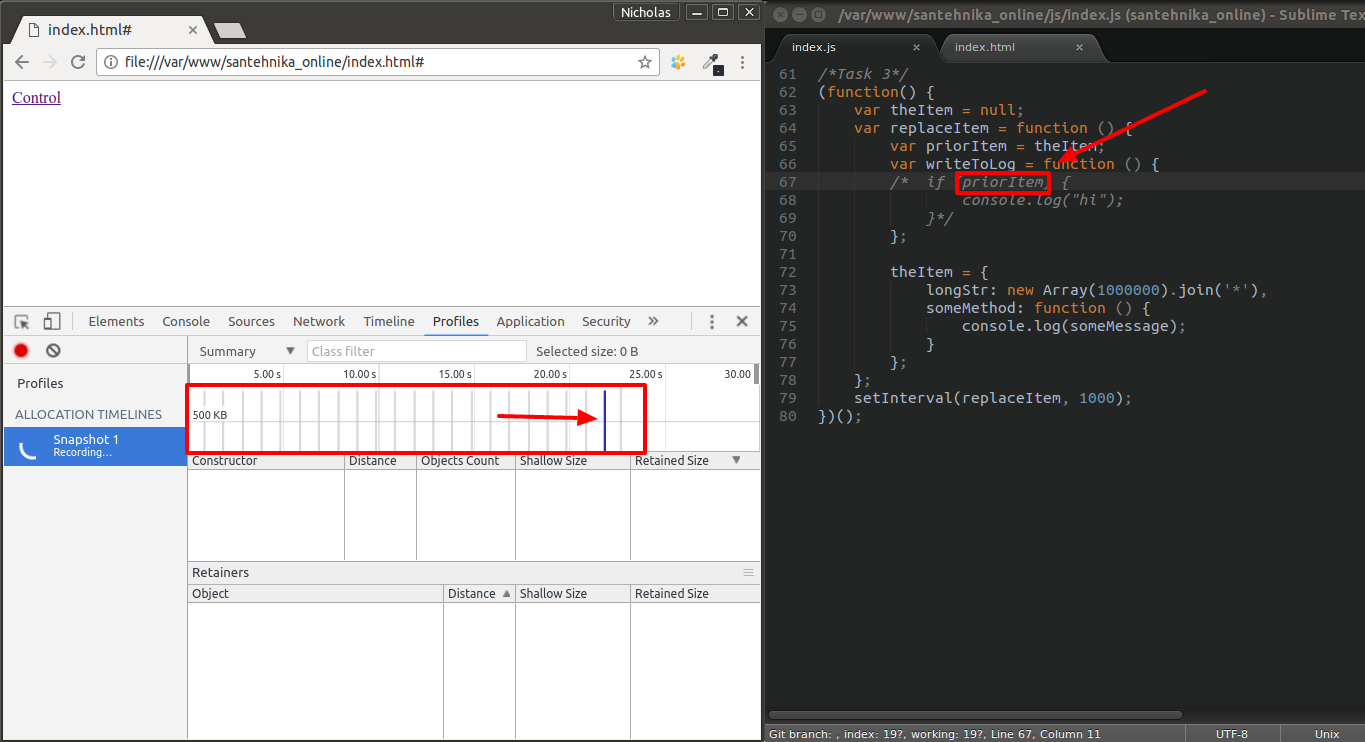 Nicholas
index.html#
file:///var/www/santehnika_online/index.html#
Control
Elements Console Sources Network Timeline Profiles Application Security »
Summary Class filter Selected size: 0 B
Profiles
ALLOCATION TIMELINES
Snapshot 1
Recording...
5.00 s 10.00 s 15.00 s 20.00 s 25.00 s 30.00
500 KB
Constructor Distance Objects Count Shallow Size Retained Size
Retainers
Object Distance Shallow Size Retained Size
/var/www/santehnika_online/js/index.js (santehnika_online) - Sublime Tex
index.js index.html
61 /*Task 3*/
62 (function() {
63 var theItem = null;
64 var replaceItem = function () {
65 var priorItem = theItem;
66 var writeToLog = function () {
67 /* if (priorItem) {
68 console.log("hi");
69 }*/
70 };
71
72 theItem = {
73 longStr: new Array(1000000).join('*'),
74 someMethod: function () {
75 console.log(someMessage);
76 }
77 };
78 };
79 setInterval(replaceItem, 1000);
80 })();
Git branch: , index: 19?, working: 19?, Line 67, Column 11 UTF-8 Unix